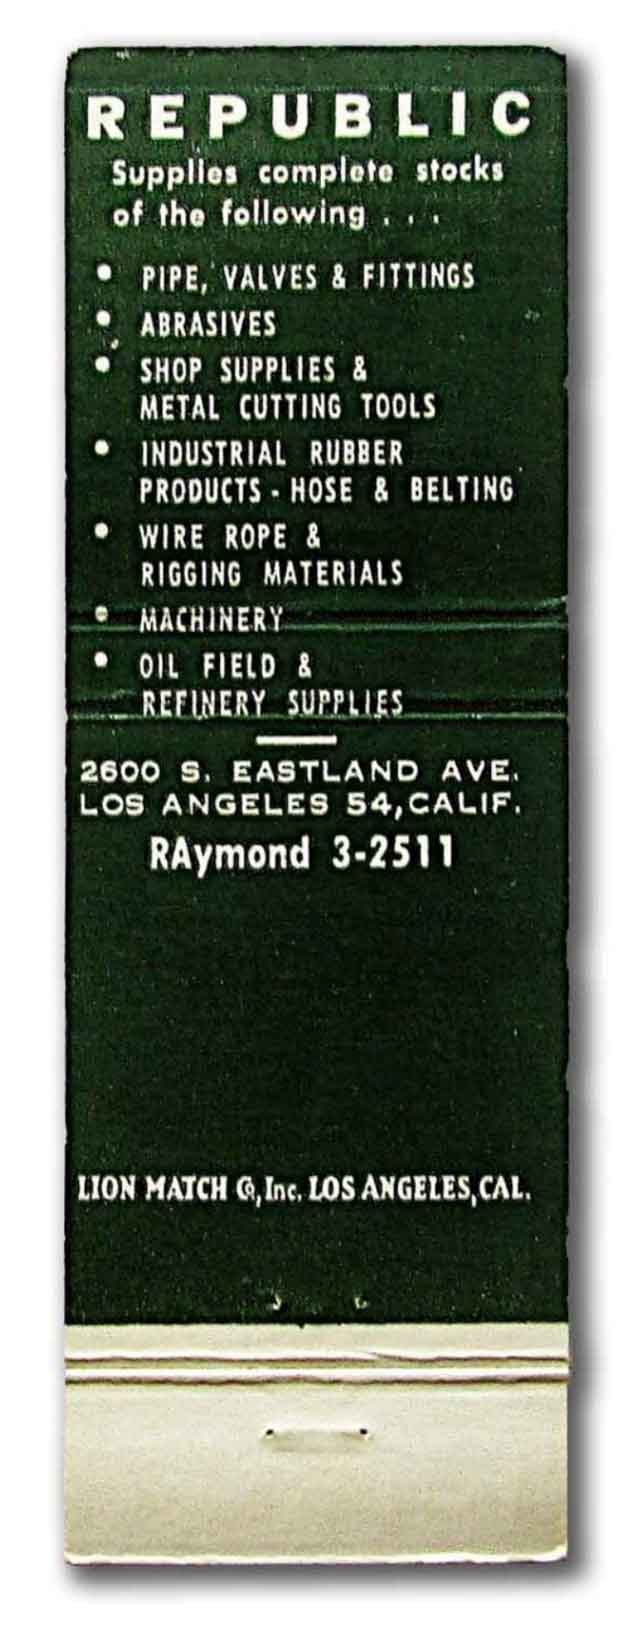 REPUBLIC
Supplies complete stocks
of the following . . .
• PIPE, VALVES & FITTINGS
• ABRASIVES
• SHOP SUPPLIES &
METAL CUTTING TOOLS
• INDUSTRIAL RUBBER
PRODUCTS - HOSE & BELTING
• WIRE ROPE &
RIGGING MATERIALS
• MACHINERY
• OIL FIELD &
REFINERY SUPPLIES
2600 S. EASTLAND AVE.
LOS ANGELES 54, CALIF.
RAymond 3-2511
LION MATCH Co, Inc. LOS ANGELES, CAL.